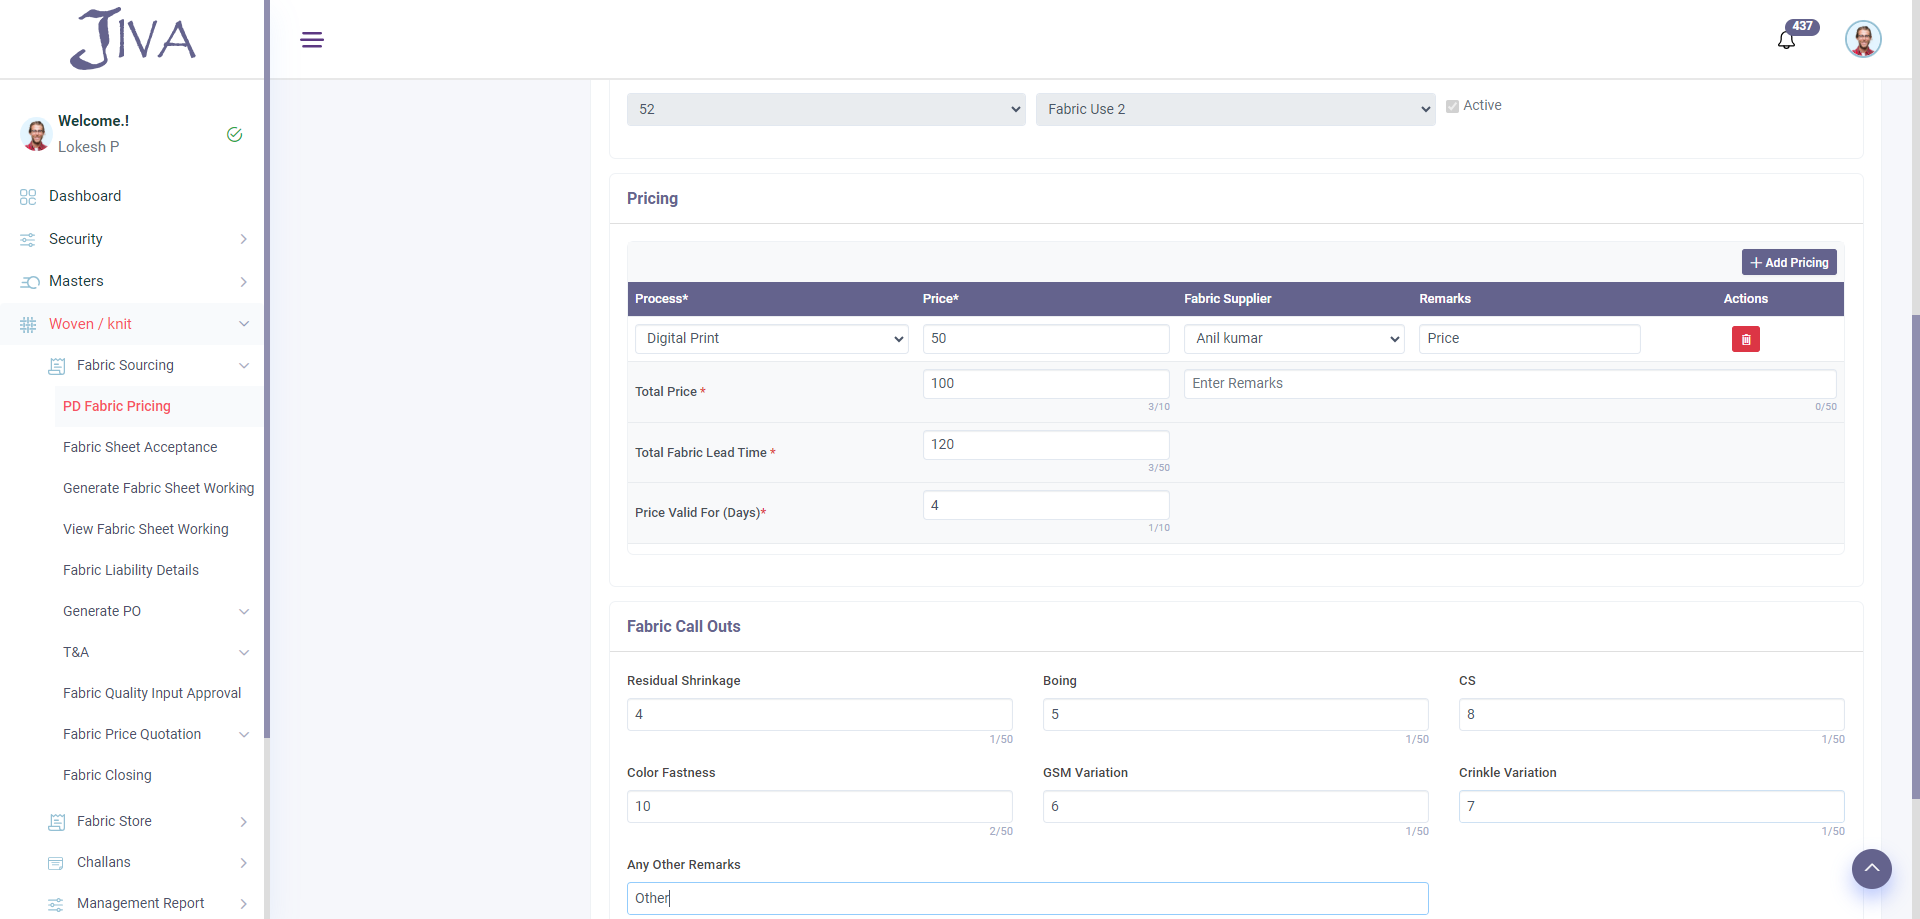 JIVA
437
Welcome.!
Lokesh P
Dashboard
Security
Masters
Woven / knit
Fabric Sourcing
PD Fabric Pricing
Fabric Sheet Acceptance
Generate Fabric Sheet Working
View Fabric Sheet Working
Fabric Liability Details
Generate PO
T&A
Fabric Quality Input Approval
Fabric Price Quotation
Fabric Closing
Fabric Store
Challans
Management Report
52 Fabric Use 2 Active
Pricing
+ Add Pricing
Process* Price* Fabric Supplier Remarks Actions
Digital Print 50 Anil kumar Price
Total Price * 100 Enter Remarks
3/10 0/50
Total Fabric Lead Time * 120
3/50
Price Valid For (Days)* 4
1/10
Fabric Call Outs
Residual Shrinkage Boing CS
4 5 8
1/50 1/50 1/50
Color Fastness GSM Variation Crinkle Variation
10 6 7
2/50 1/50 1/50
Any Other Remarks
Other